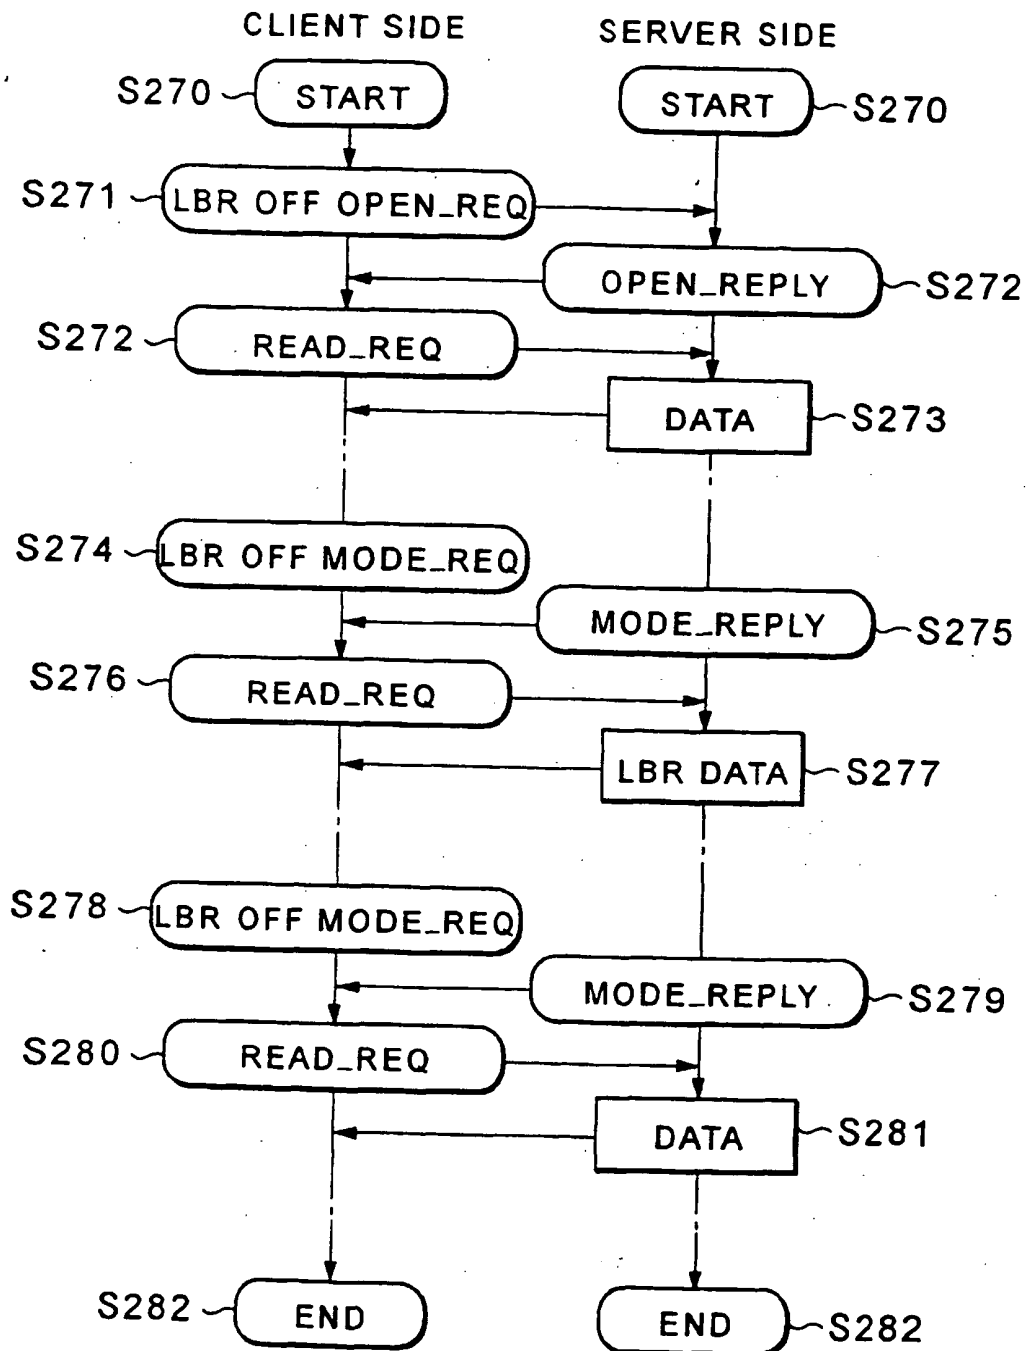 CLIENT SIDE SERVER SIDE
S270 START START S270
S271 LBR OFF OPEN_REQ
OPEN_REPLY S272
S272 READ_REQ
DATA S273
S274 LBR OFF MODE_REQ
MODE_REPLY S275
S276 READ_REQ
LBR DATA S277
S278 LBR OFF MODE_REQ
MODE_REPLY S279
S280 READ_REQ
DATA S281
S282 END END S282